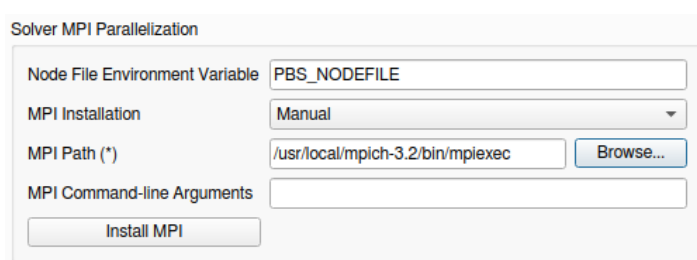 Solver MPI Parallelization
Node File Environment Variable PBS_NODEFILE
MPI Installation Manual
MPI Path (*) /usr/local/mpich-3.2/bin/mpiexec Browse...
MPI Command-line Arguments
Install MPI